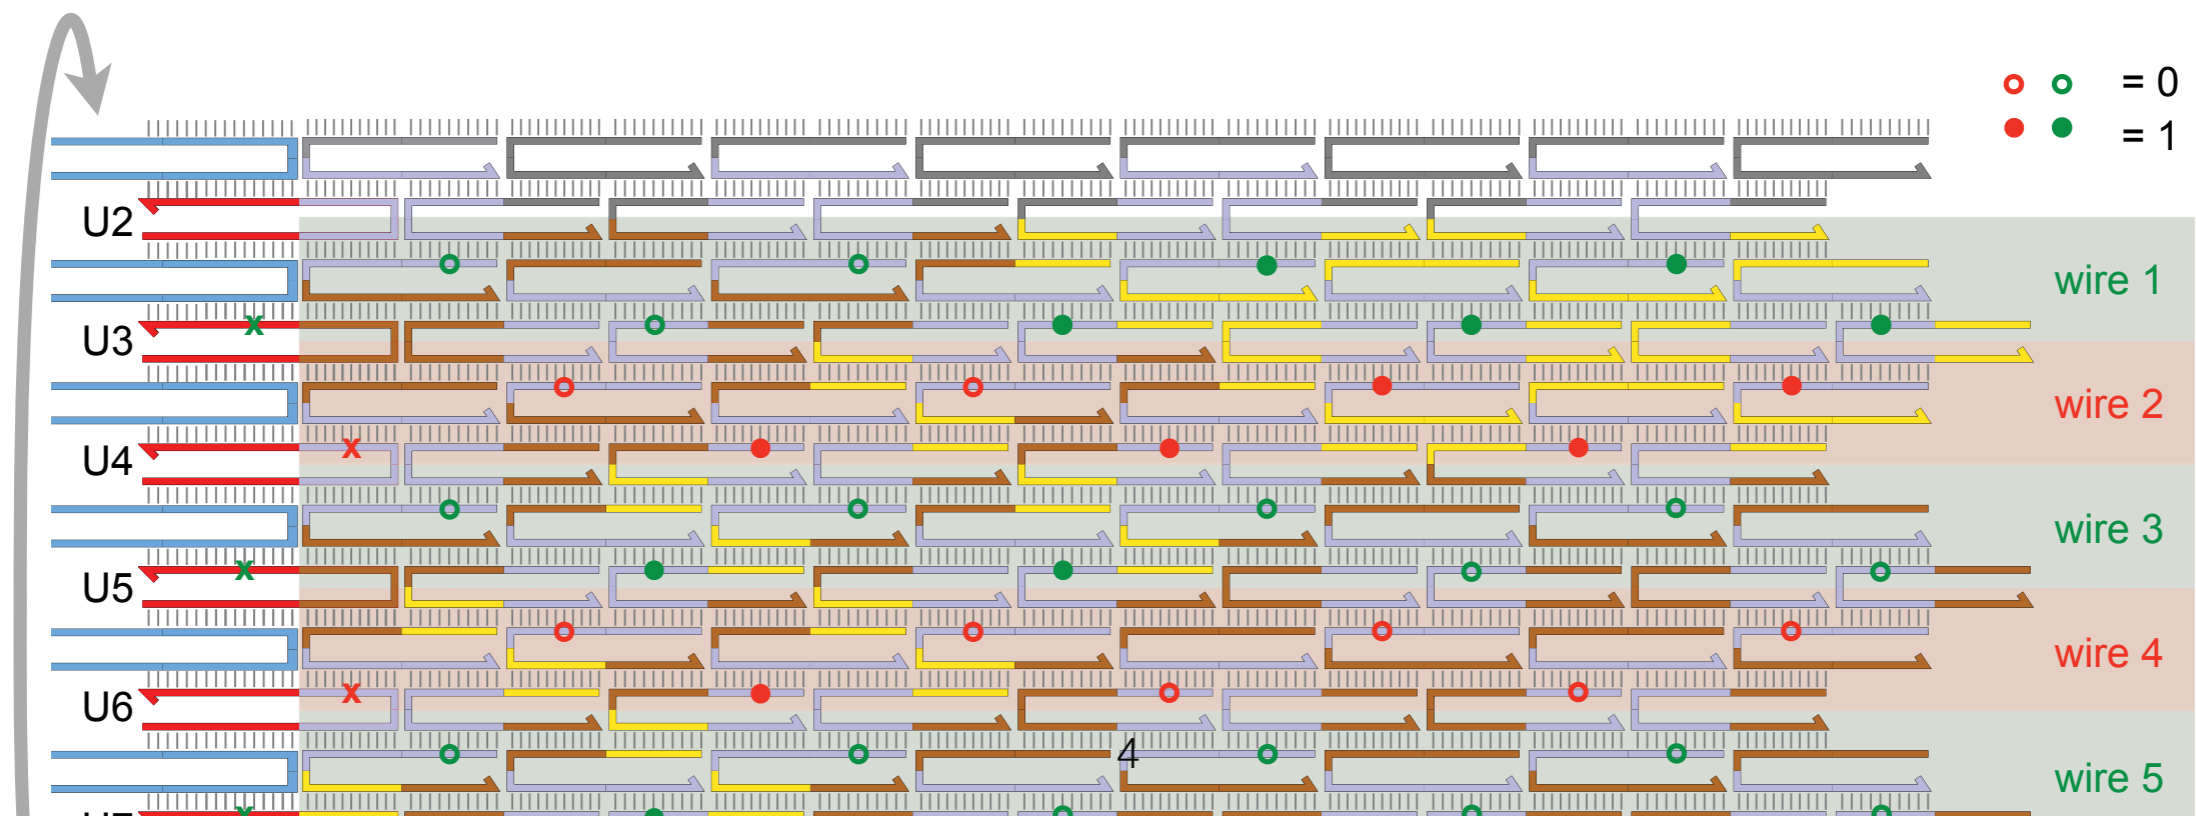 = 0
= 1
U2
wire 1
x
U3
wire 2
x
U4
wire 3
x
U5
wire 4
x
U6
4
wire 5
x